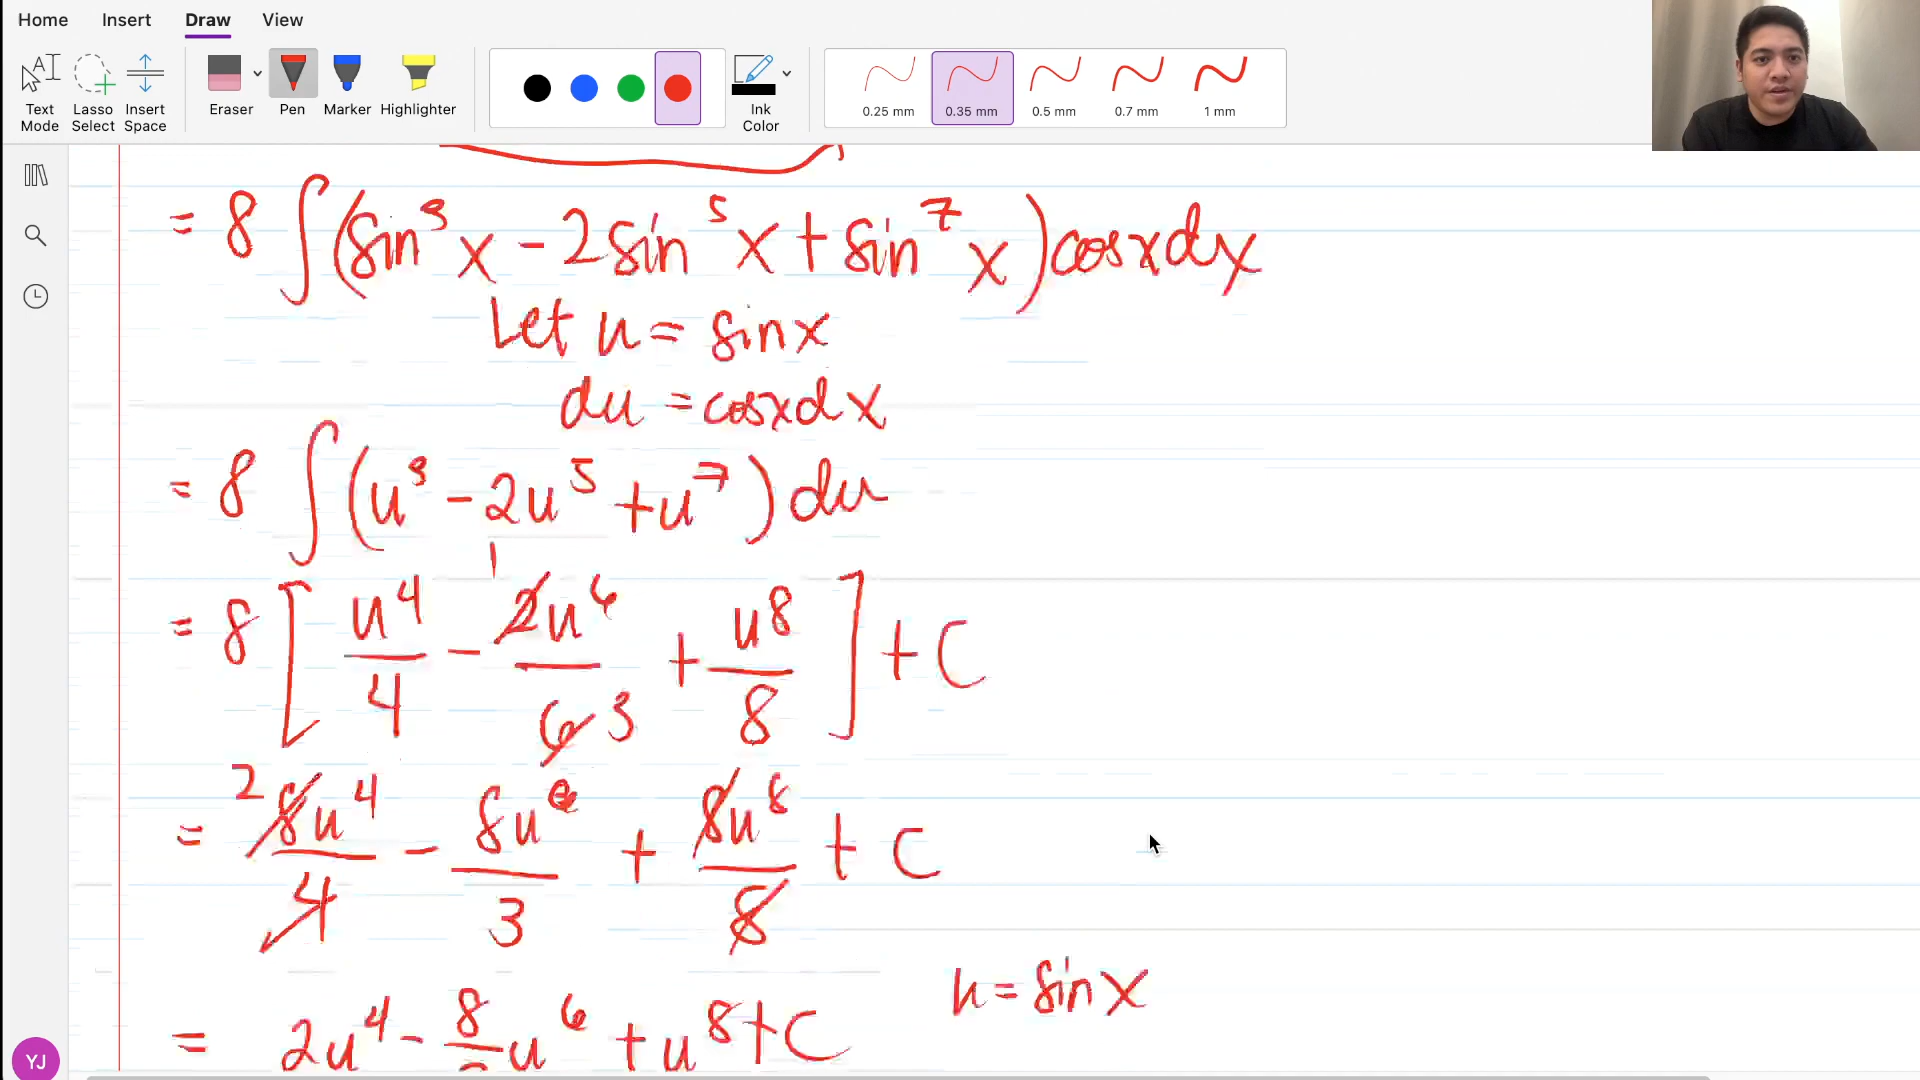 Home Insert Draw View
Text Mode Lasso Select Insert Space Eraser Pen Marker Highlighter Ink Color 0.25 mm 0.35 mm 0.5 mm 0.7 mm 1 mm
= 8 ∫ (sin³x - 2sin⁵x + sin⁷x) cosxdx
Let u = sinx
du = cosxdx
= 8 ∫ (u³ - 2u⁵ + u⁷) du
1
= 8 [ u⁴/4 - 2u⁶/6 3 + u⁸/8 ] + C
= 2 8u⁴/4 - 8u⁶/3 + 8u⁸/8 + C
u = sinx
= 2u⁴ - 8/3 u⁶ + u⁸ + C
YJ